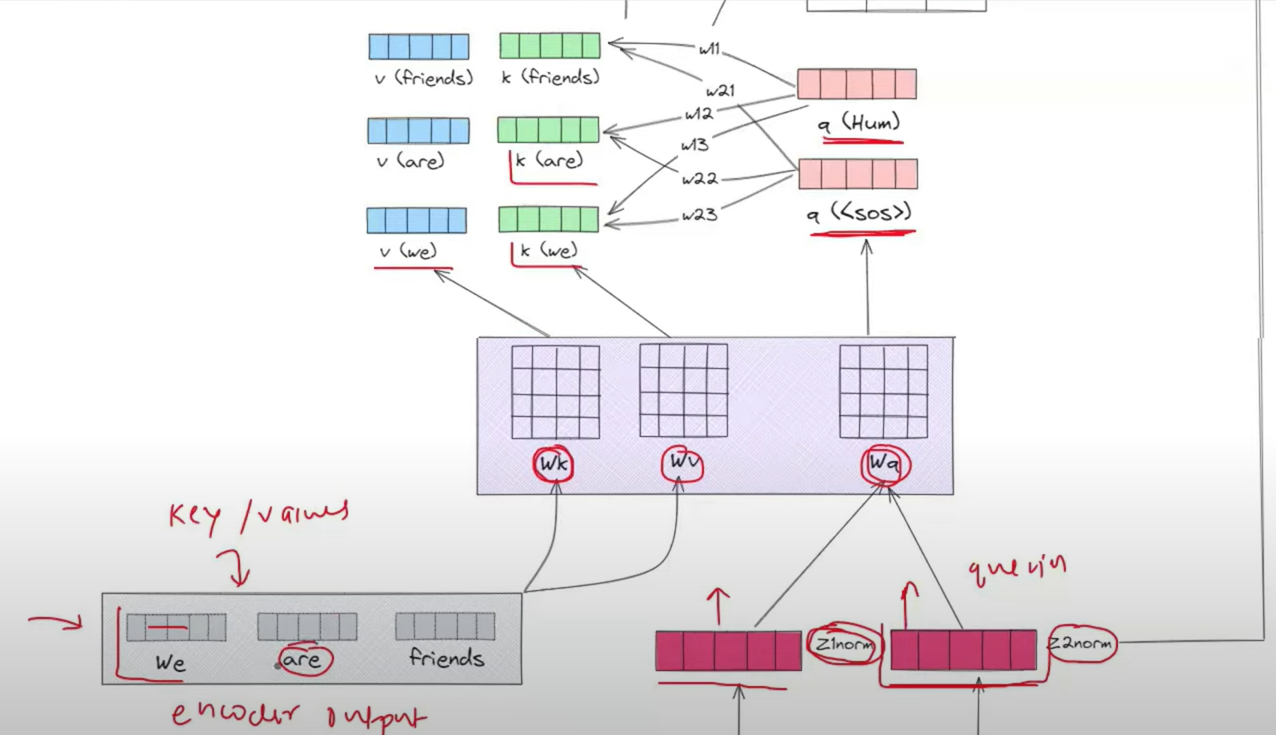 w11
v (friends) k (friends)
w21
w12
q (Hum)
w13
v (are) k (are)
w22
w23
q (<sos>)
v (we) k (we)
Wk Wv Wq
Key / values
queries
We are friends
Z1norm Z2norm
encoder output